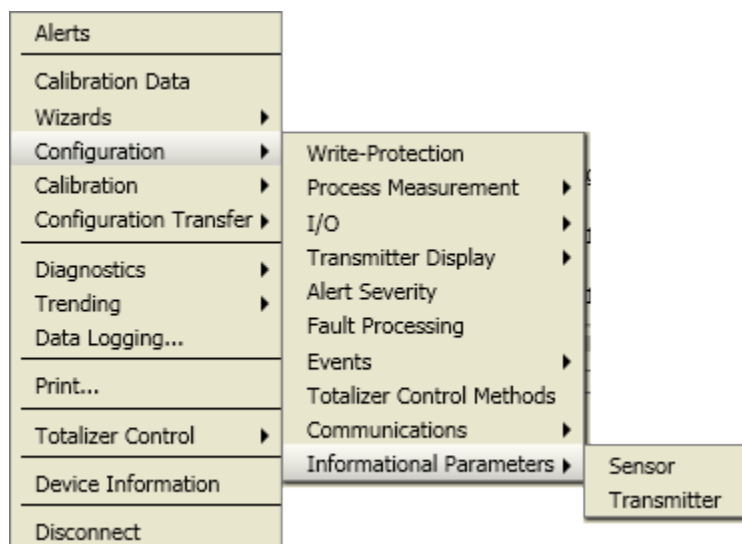 Alerts
Calibration Data
Wizards
Configuration
Calibration
Configuration Transfer
Diagnostics
Trending
Data Logging...
Print...
Totalizer Control
Device Information
Disconnect
Write-Protection
Process Measurement
I/O
Transmitter Display
Alert Severity
Fault Processing
Events
Totalizer Control Methods
Communications
Informational Parameters
Sensor
Transmitter